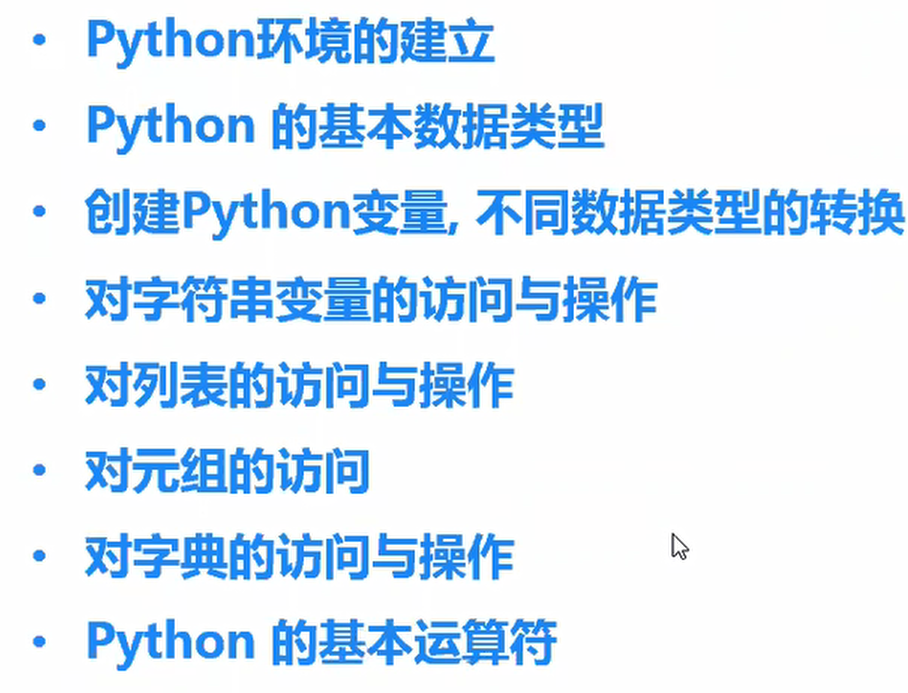 • Python环境的建立
• Python 的基本数据类型
• 创建Python变量, 不同数据类型的转换
• 对字符串变量的访问与操作
• 对列表的访问与操作
• 对元组的访问
• 对字典的访问与操作
• Python 的基本运算符